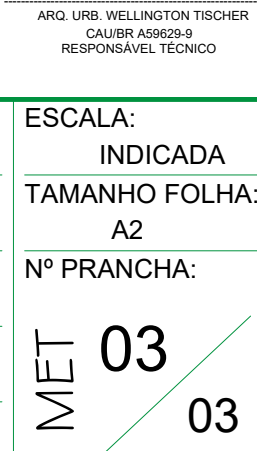 ARQ. URB. WELLINGTON TISCHER
CAU/BR A59629-9
RESPONSÁVEL TÉCNICO
ESCALA:
INDICADA
TAMANHO FOLHA:
A2
Nº PRANCHA:
MET
03
03